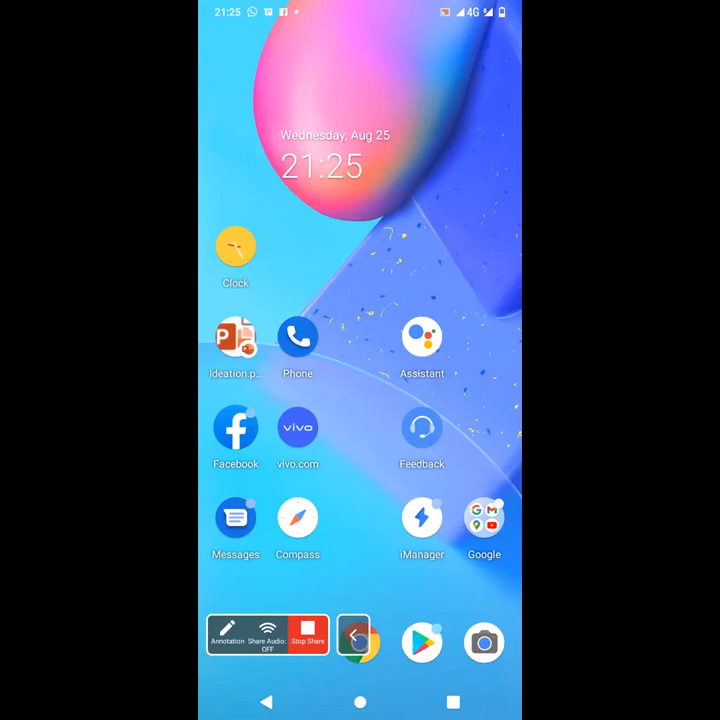 21:25
4G
Wednesday, Aug 25
21:25
Clock
P
Ideation.p...
Phone
Assistant
vivo
Facebook
vivo.com
Feedback
Messages
Compass
iManager
Google
Annotation
Share Audio: OFF
Stop Share